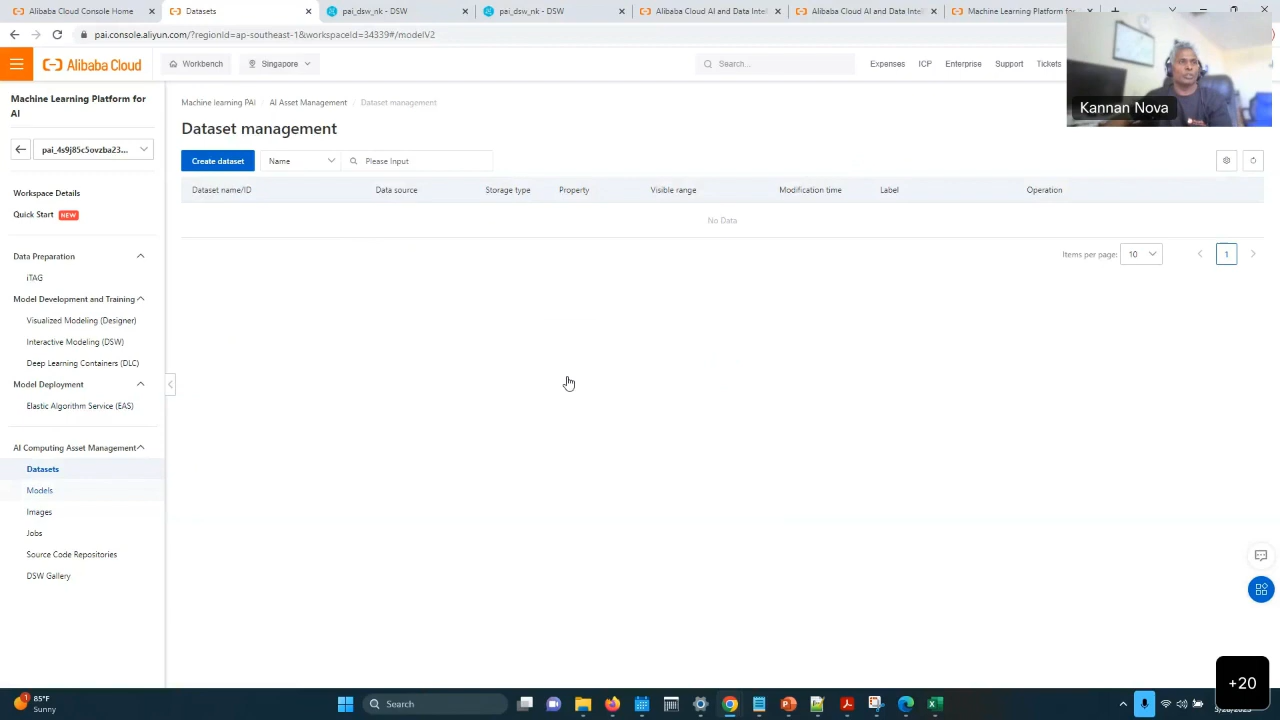 Alibaba Cloud Console Home
Datasets
pai_dsw_nk - DSW
pai_dsw_nk - DSW
Alibaba Cloud AI and Data Intel
Alibaba Cloud AI and Data Intel
Machine Learning Platform fo
pai.console.aliyun.com/?regionId=ap-southeast-1&workspaceId=34339#/modelV2
Alibaba Cloud
Workbench
Singapore
Search...
Expenses
ICP
Enterprise
Support
Tickets
Kannan Nova
Machine Learning Platform for
AI
pai_4s9j85c5ovzba23...
Workspace Details
Quick Start NEW
Data Preparation
iTAG
Model Development and Training
Visualized Modeling (Designer)
Interactive Modeling (DSW)
Deep Learning Containers (DLC)
Model Deployment
Elastic Algorithm Service (EAS)
AI Computing Asset Management
Datasets
Models
Images
Jobs
Source Code Repositories
DSW Gallery
Machine learning PAI / AI Asset Management / Dataset management
Dataset management
Create dataset
Name
Please Input
Dataset name/ID Data source Storage type Property Visible range Modification time Label Operation
No Data
Items per page: 10
1
+20
1
85°F
Sunny
Search